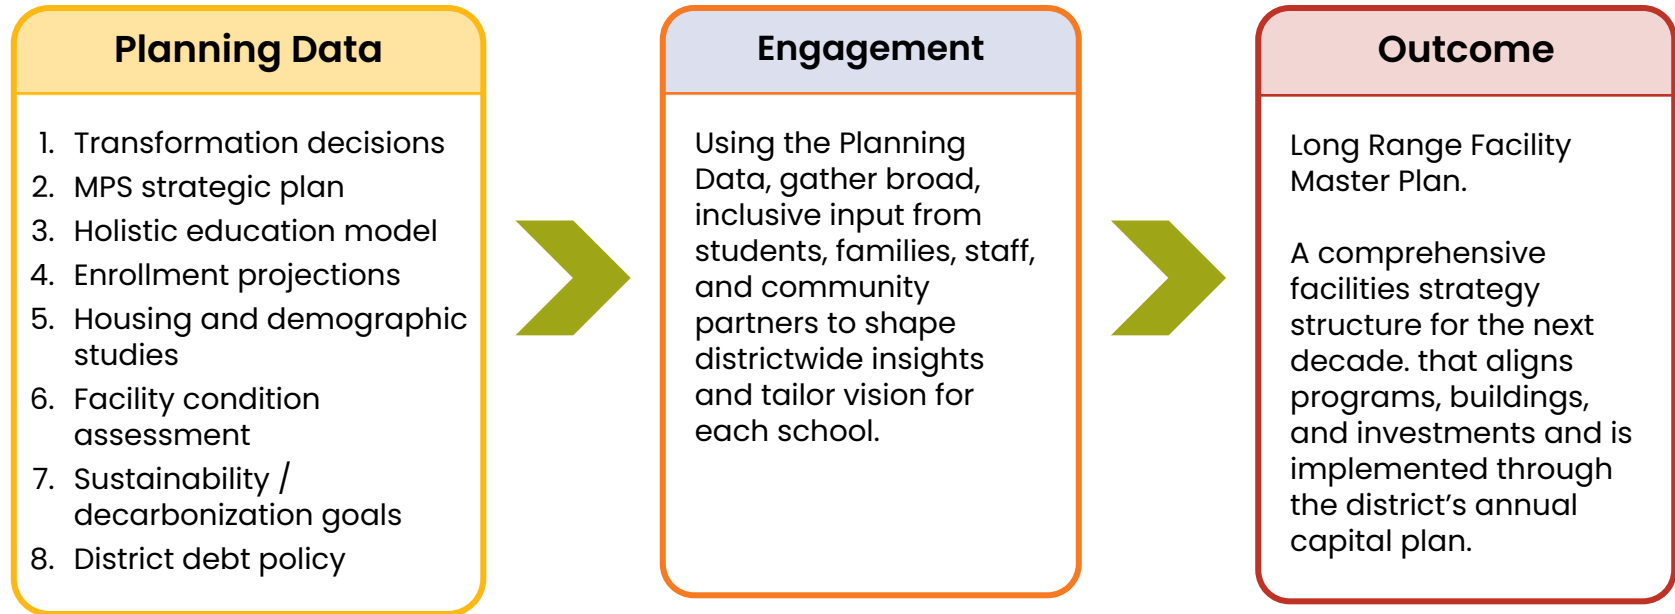 Planning Data
1. Transformation decisions
2. MPS strategic plan
3. Holistic education model
4. Enrollment projections
5. Housing and demographic
studies
6. Facility condition
assessment
7. Sustainability /
decarbonization goals
8. District debt policy
Engagement
Using the Planning
Data, gather broad,
inclusive input from
students, families, staff,
and community
partners to shape
districtwide insights
and tailor vision for
each school.
Outcome
Long Range Facility
Master Plan.
A comprehensive
facilities strategy
structure for the next
decade. that aligns
programs, buildings,
and investments and is
implemented through
the district’s annual
capital plan.